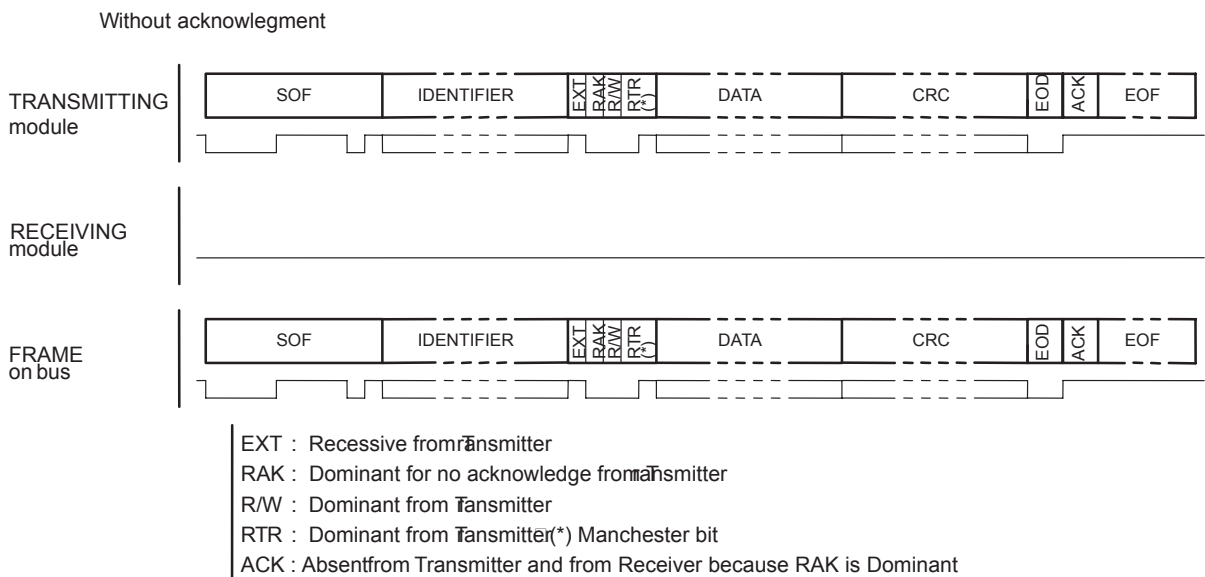 Without acknowlegment
TRANSMITTING
module
SOF
IDENTIFIER
EXT
RAK
R/W
RTR
(*)
DATA
CRC
EOD
ACK
EOF
RECEIVING
module
FRAME
on bus
SOF
IDENTIFIER
EXT
RAK
R/W
RTR
(*)
DATA
CRC
EOD
ACK
EOF
EXT : Recessive from Transmitter
RAK : Dominant for no acknowledge from Transmitter
R/W : Dominant from Transmitter
RTR : Dominant from Transmitter (*) Manchester bit
ACK : Absentfrom Transmitter and from Receiver because RAK is Dominant